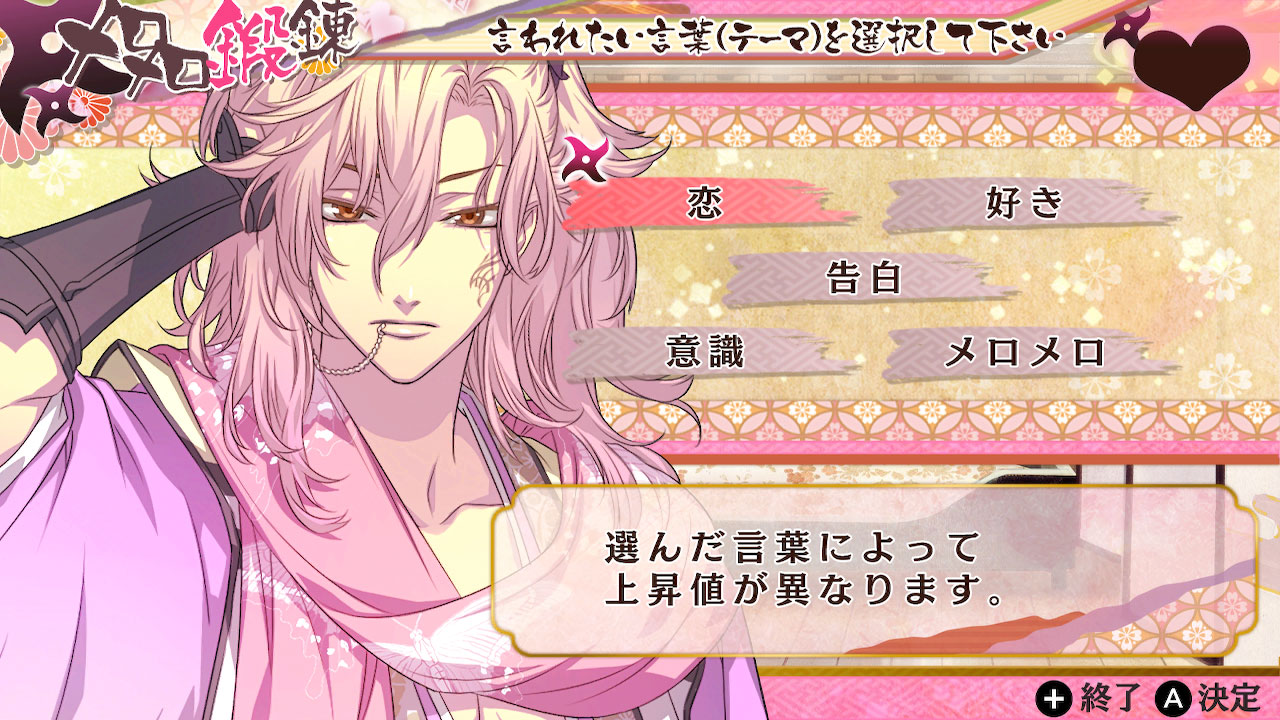 鍛錬
言われたい言葉(テーマ)を選択して下さい
恋
好き
告白
意識
メロメロ
選んだ言葉によって
上昇値が異なります。
+終了 A決定